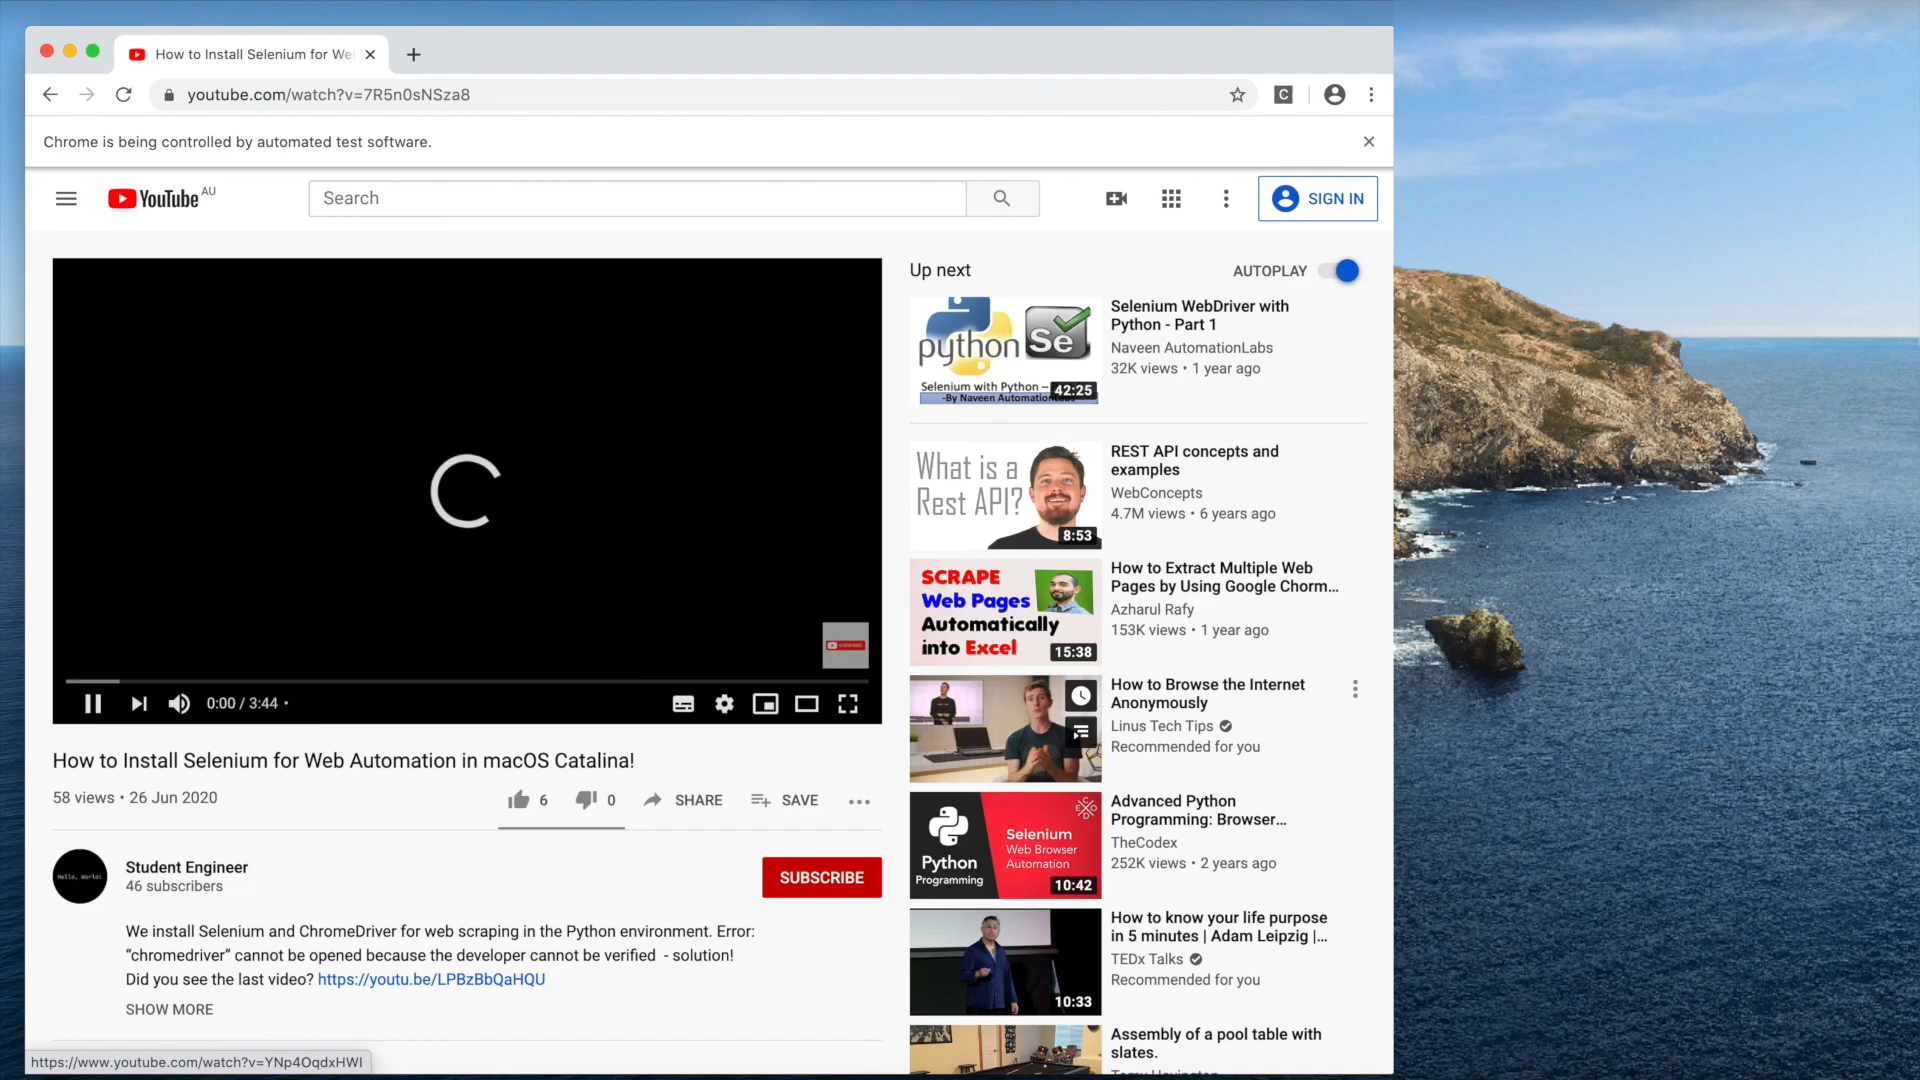 How to Install Selenium for We
youtube.com/watch?v=7R5n0sNSza8
C
Chrome is being controlled by automated test software.
YouTube AU
Search
SIGN IN
Up next
AUTOPLAY
python
Se
Selenium with Python –
-By Naveen Automation
42:25
Selenium WebDriver with
Python - Part 1
Naveen AutomationLabs
32K views • 1 year ago
What is a
Rest API?
8:53
REST API concepts and
examples
WebConcepts
4.7M views • 6 years ago
SCRAPE
Web Pages
Automatically
into Excel
15:38
How to Extract Multiple Web
Pages by Using Google Chorm...
Azharul Rafy
153K views • 1 year ago
How to Browse the Internet
Anonymously
Linus Tech Tips
Recommended for you
Python
Programming
Selenium
Web Browser
Automation
CODEX
10:42
Advanced Python
Programming: Browser...
TheCodex
252K views • 2 years ago
10:33
How to know your life purpose
in 5 minutes | Adam Leipzig |...
TEDx Talks
Recommended for you
Assembly of a pool table with
slates.
SUBSCRIBE
0:00 / 3:44 •
How to Install Selenium for Web Automation in macOS Catalina!
58 views • 26 Jun 2020
6
0
SHARE
SAVE
Hello, World!
Student Engineer
46 subscribers
SUBSCRIBE
We install Selenium and ChromeDriver for web scraping in the Python environment. Error:
“chromedriver” cannot be opened because the developer cannot be verified - solution!
Did you see the last video? https://youtu.be/LPBzBbQaHQU
SHOW MORE
https://www.youtube.com/watch?v=YNp4OqdxHWI